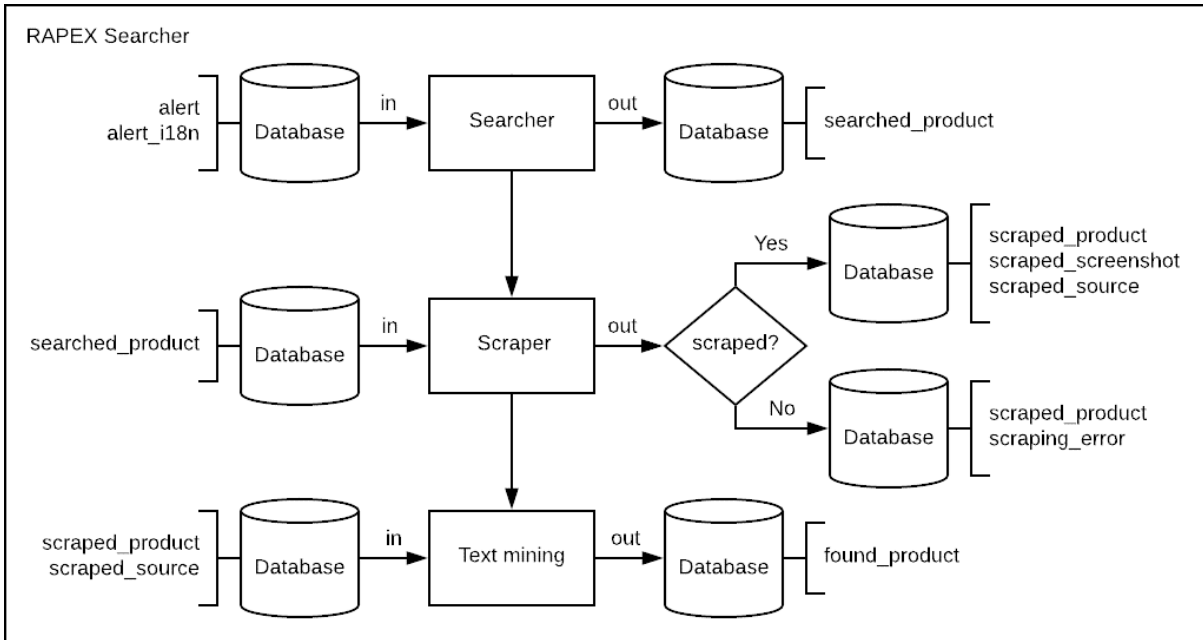 RAPEX Searcher
alert
alert_i18n
Database
in
Searcher
out
Database
searched_product
searched_product
Database
in
Scraper
out
scraped?
Yes
Database
scraped_product
scraped_screenshot
scraped_source
No
Database
scraped_product
scraping_error
scraped_product
scraped_source
Database
in
Text mining
out
Database
found_product